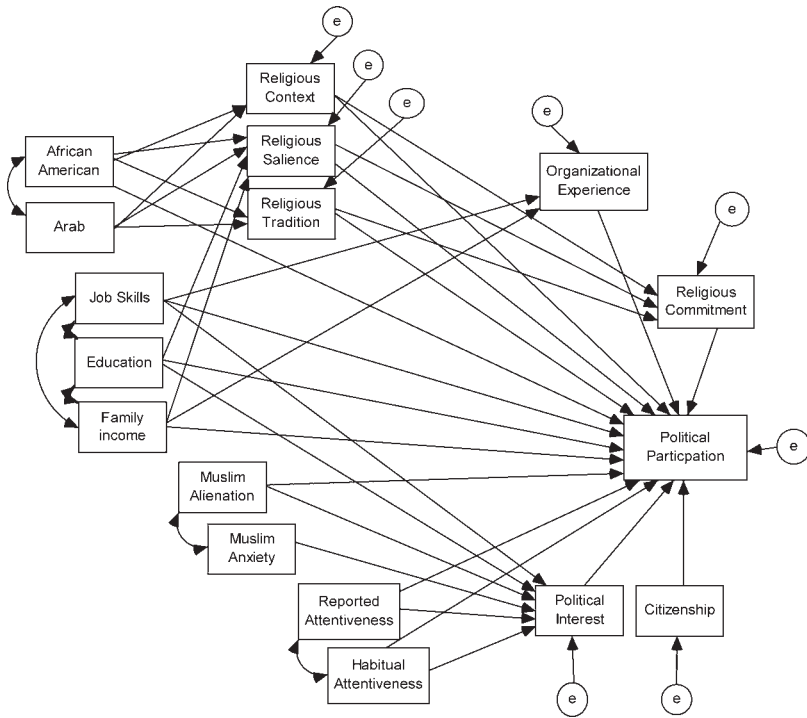 e
Religious
Context
e
e
Religious
Salience
e
African
American
Organizational
Experience
Religious
Tradition
Arab
e
Job Skills
Religious
Commitment
Education
Family
income
Political
Particpation
e
Muslim
Alienation
Muslim
Anxiety
Reported
Attentiveness
Political
Interest
Citizenship
Habitual
Attentiveness
e
e